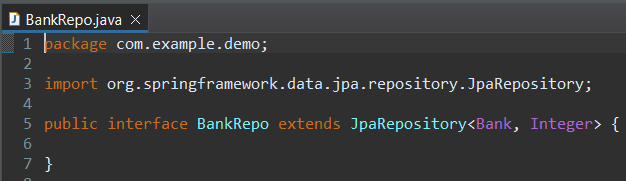 BankRepo.java
1 package com.example.demo;
2
3 import org.springframework.data.jpa.repository.JpaRepository;
4
5 public interface BankRepo extends JpaRepository<Bank, Integer> {
6
7 }
8